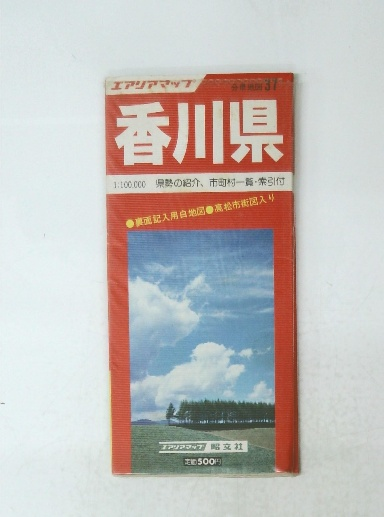 エアリアマップ
分県地図37
香川県
1:100,000 県勢の紹介、市町村一覧・索引付
●裏面記入用白地図●高松市街図入り
エアリアマップ 昭文社
定価500円